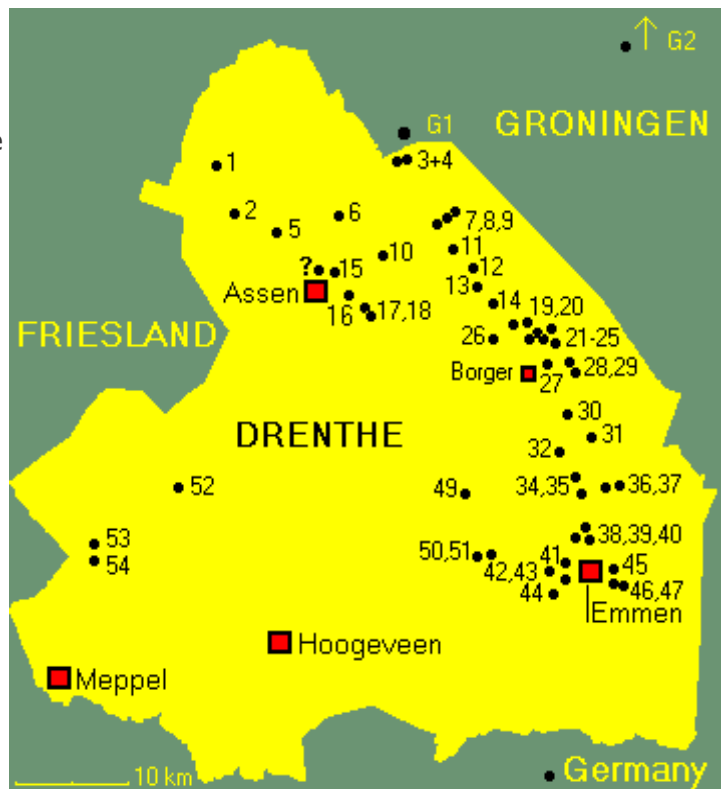 ↑ G2
G1
GRONINGEN
e
1
3+4
2
6
5
7,8,9
11
10
? 15
12
Assen
13
16
14
17,18
19,20
FRIESLAND
26
21-25
Borger
27
28,29
30
DRENTHE
31
32
52
49
34,35
36,37
53
38,39,40
54
50,51
41
45
42,43
44
46,47
Emmen
Hoogeveen
Meppel
10 km
Germany